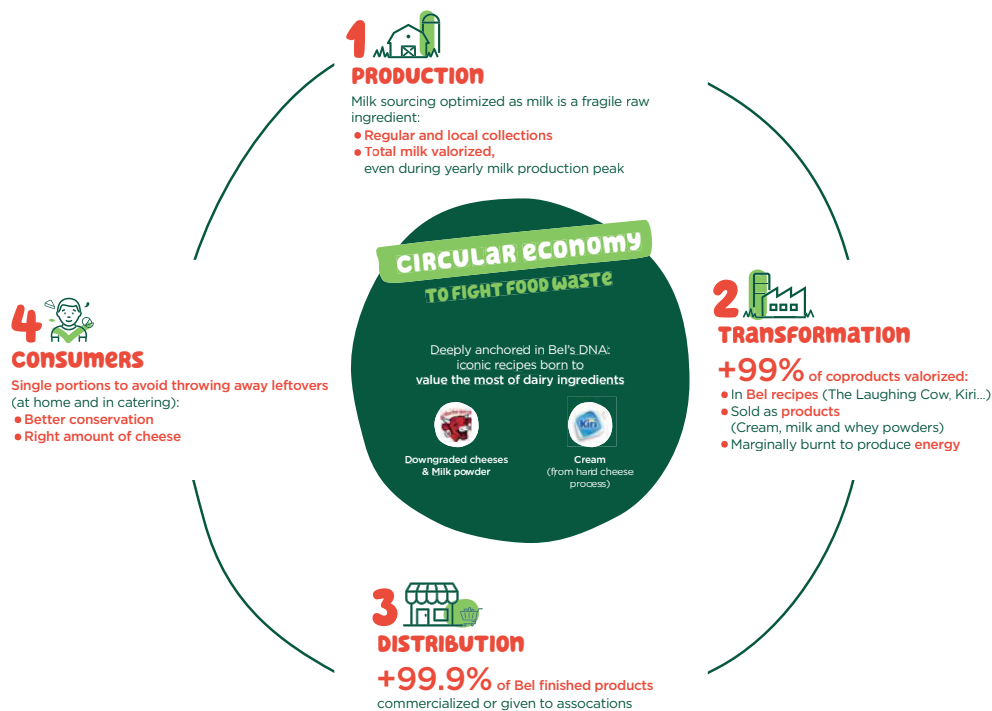 1
PRODUCTION
Milk sourcing optimized as milk is a fragile raw
ingredient:
• Regular and local collections
• Total milk valorized,
even during yearly milk production peak
CIRCULAR ECONOMY
TO FIGHT FOOD WASTE
Deeply anchored in Bel's DNA:
iconic recipes born to
value the most of dairy ingredients
Kiri
Downgraded cheeses
& Milk powder
Cream
(from hard cheese
process)
2
TRANSFORMATION
+99% of coproducts valorized:
• In Bel recipes (The Laughing Cow, Kiri...)
• Sold as products
(Cream, milk and whey powders)
• Marginally burnt to produce energy
3
DISTRIBUTION
+99.9% of Bel finished products
commercialized or given to assocations
4
CONSUMERS
Single portions to avoid throwing away leftovers
(at home and in catering):
• Better conservation
• Right amount of cheese